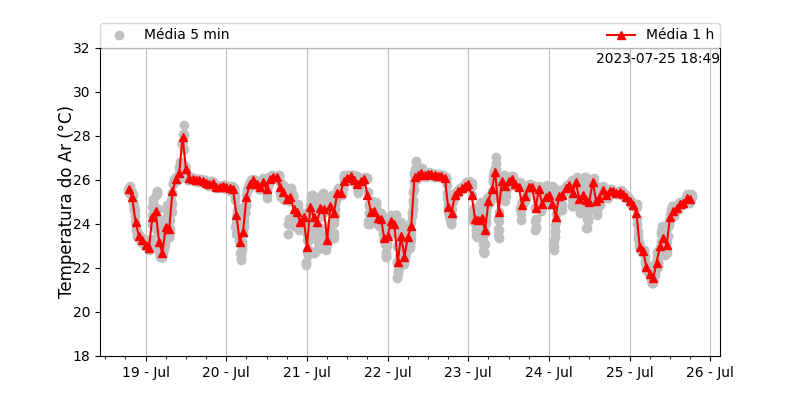 Média 5 min
Média 1 h
2023-07-25 18:49
Temperatura do Ar (°C)
32
30
28
26
24
22
20
18
19 - Jul
20 - Jul
21 - Jul
22 - Jul
23 - Jul
24 - Jul
25 - Jul
26 - Jul